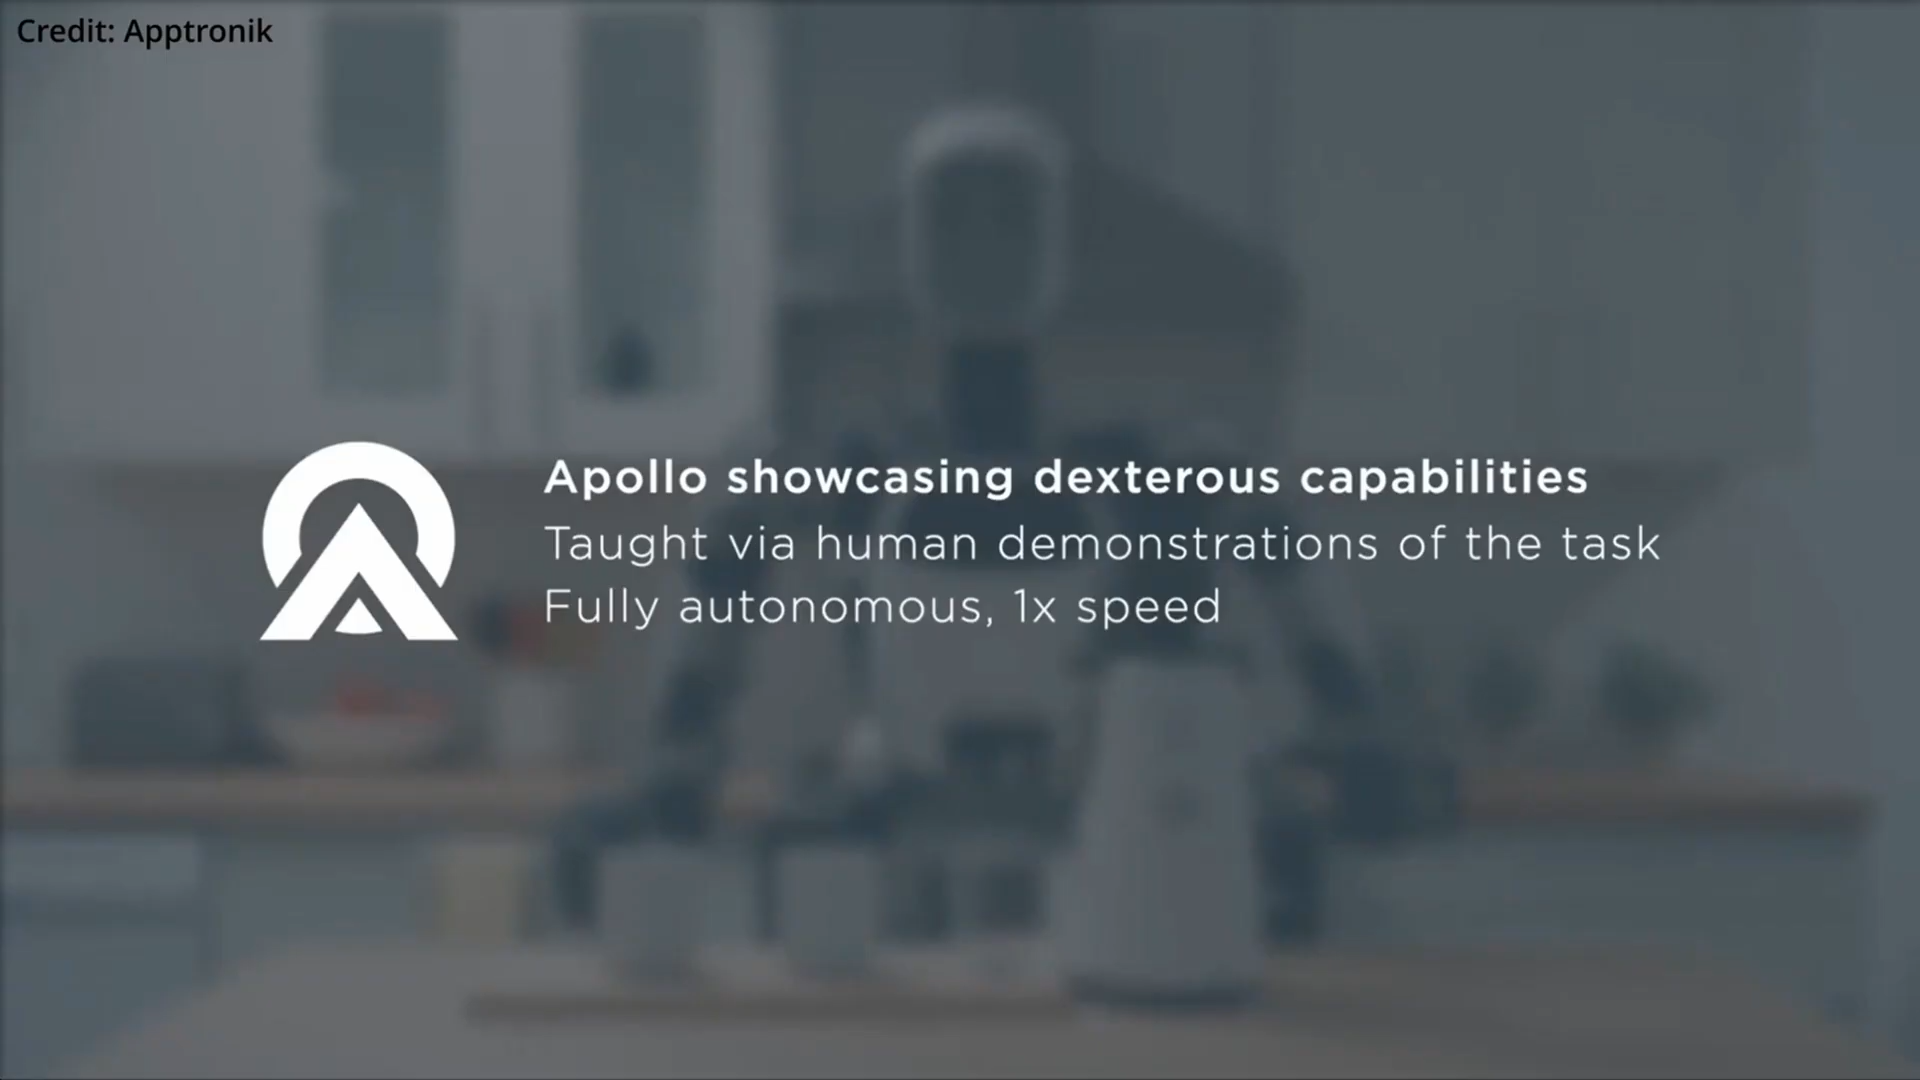 Credit: Apptronik
Apollo showcasing dexterous capabilities
Taught via human demonstrations of the task
Fully autonomous, 1x speed